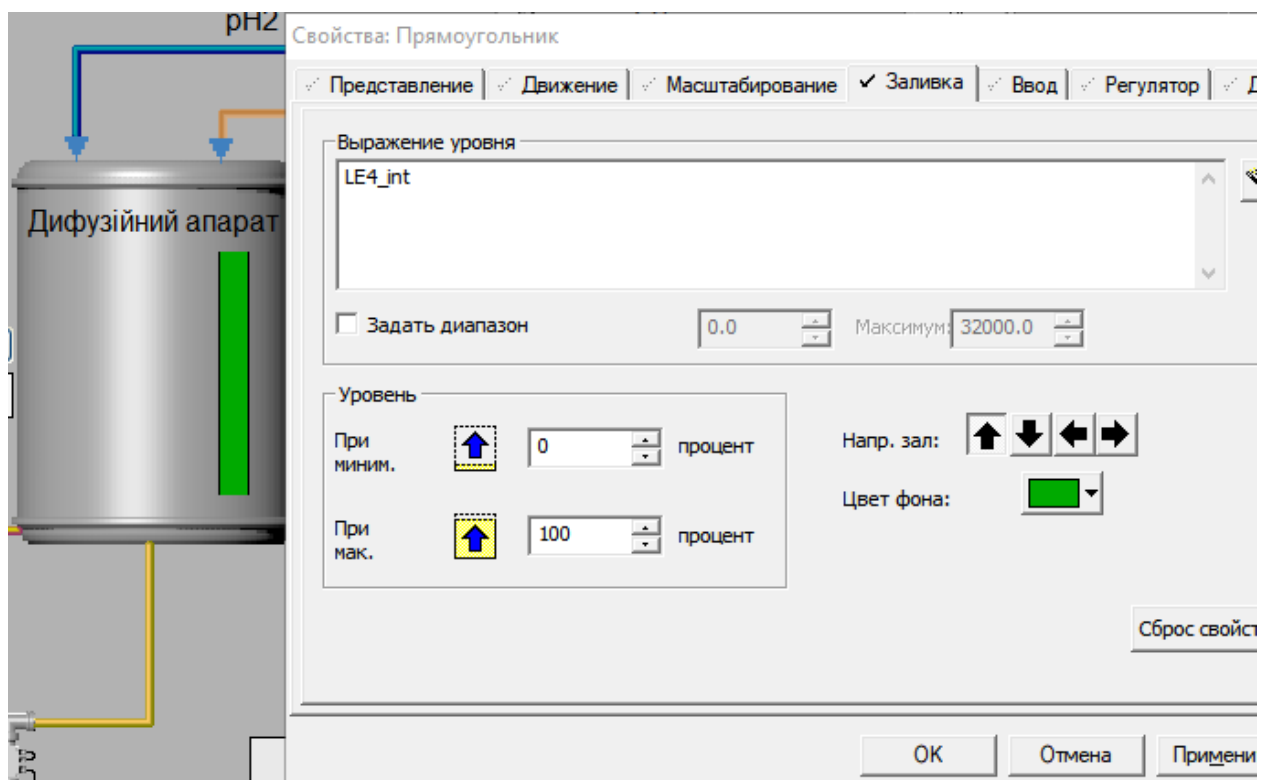 pH2
Свойства: Прямоугольник
Представление Движение Масштабирование Заливка Ввод Регулятор
Дифузійний апарат
Выражение уровня
LE4_int
Задать диапазон 0.0 Максимум: 32000.0
Уровень
При миним. 0 процент
Напр. зал:
Цвет фона:
При мак. 100 процент
Сброс свойст
OK Отмена Примени